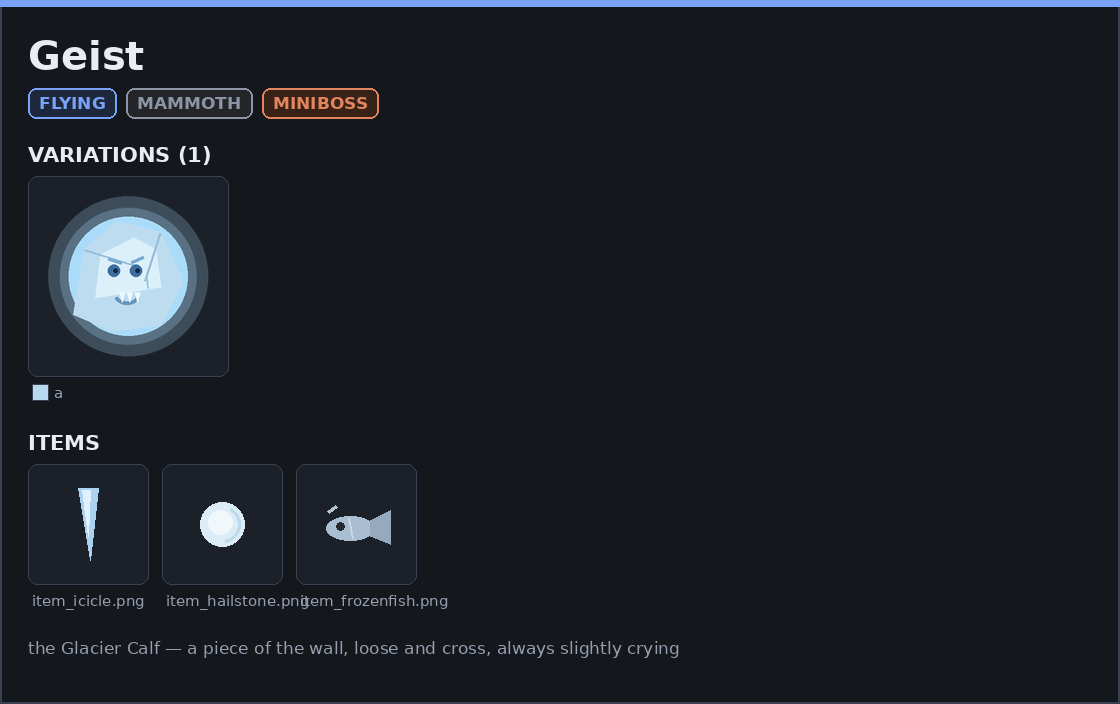 Geist
FLYING MAMMOTH MINIBOSS
VARIATIONS (1)
a
ITEMS
item_icicle.png item_hailstone.png item_frozenfish.png
the Glacier Calf — a piece of the wall, loose and cross, always slightly crying